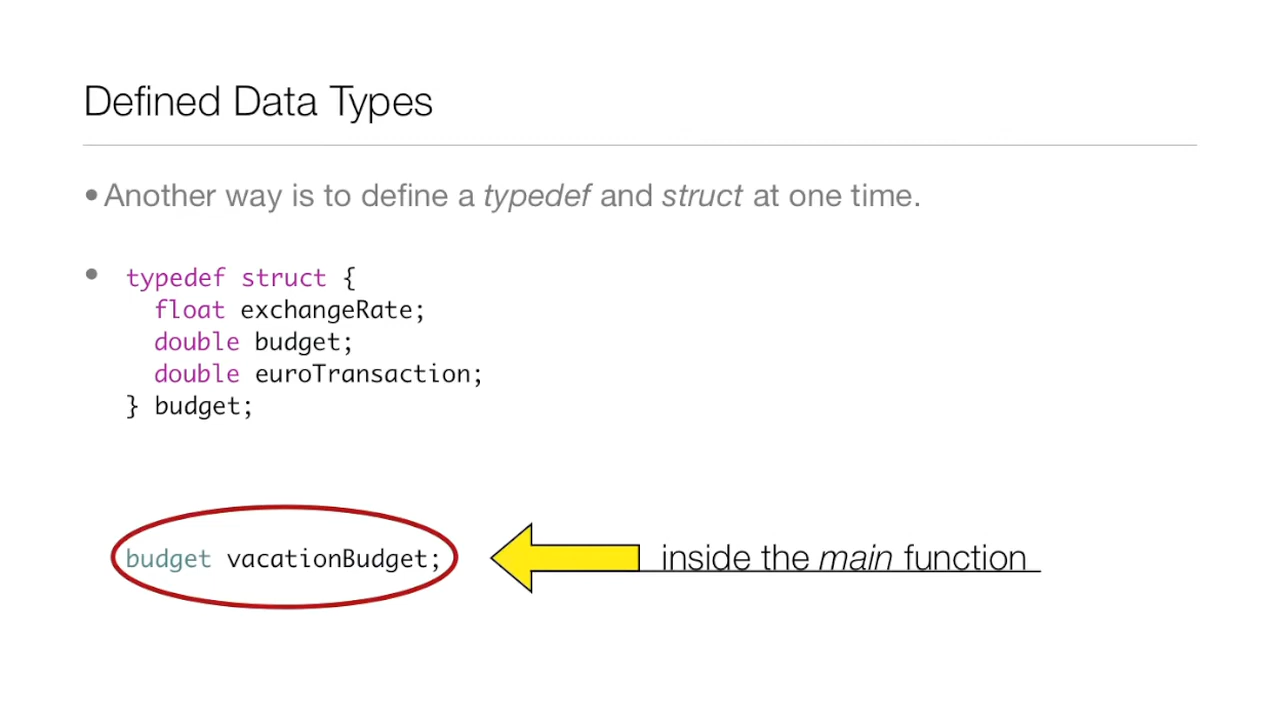 Defined Data Types
• Another way is to define a typedef and struct at one time.
• typedef struct {
float exchangeRate;
double budget;
double euroTransaction;
} budget;
budget vacationBudget;
inside the main function